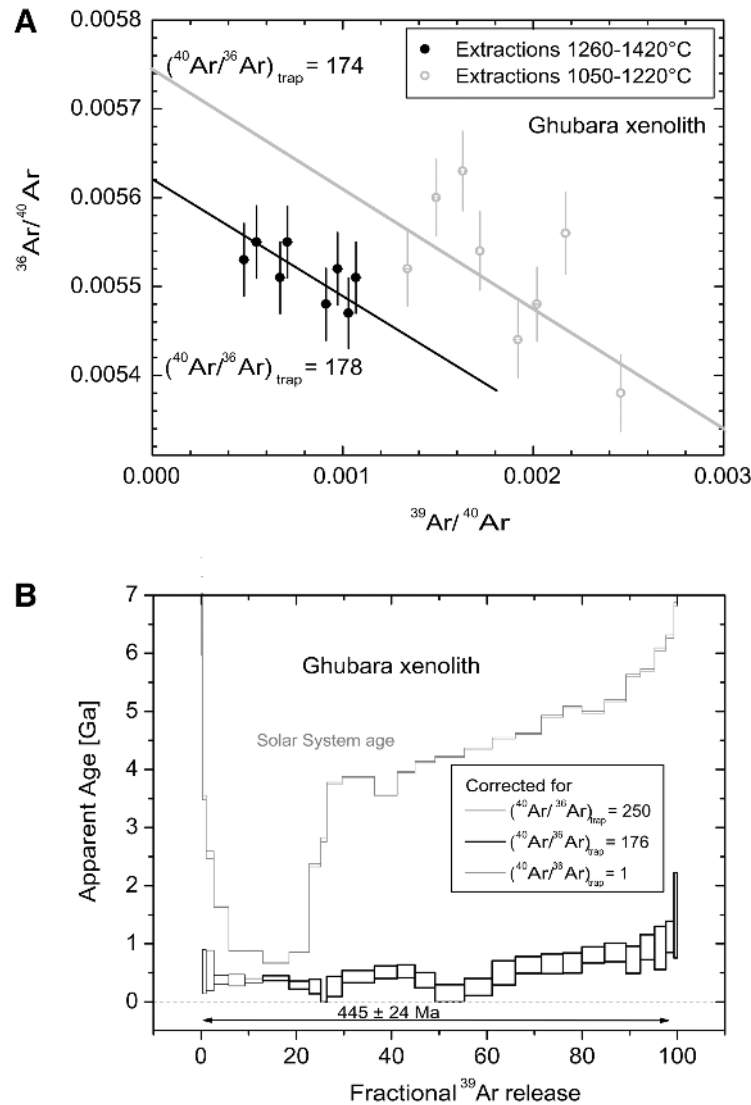 A
0.0058
0.0057
0.0056
0.0055
0.0054
³⁶Ar/⁴⁰Ar
(⁴⁰Ar/³⁶Ar)trap = 174
Extractions 1260-1420°C
Extractions 1050-1220°C
Ghubara xenolith
(⁴⁰Ar/³⁶Ar)trap = 178
0.000 0.001 0.002 0.003
³⁹Ar/⁴⁰Ar
B
7
6
5
4
3
2
1
0
Apparent Age [Ga]
Ghubara xenolith
Solar System age
Corrected for
(⁴⁰Ar/³⁶Ar)trap = 250
(⁴⁰Ar/³⁶Ar)trap = 176
(⁴⁰Ar/³⁶Ar)trap = 1
445 ± 24 Ma
0 20 40 60 80 100
Fractional ³⁹Ar release